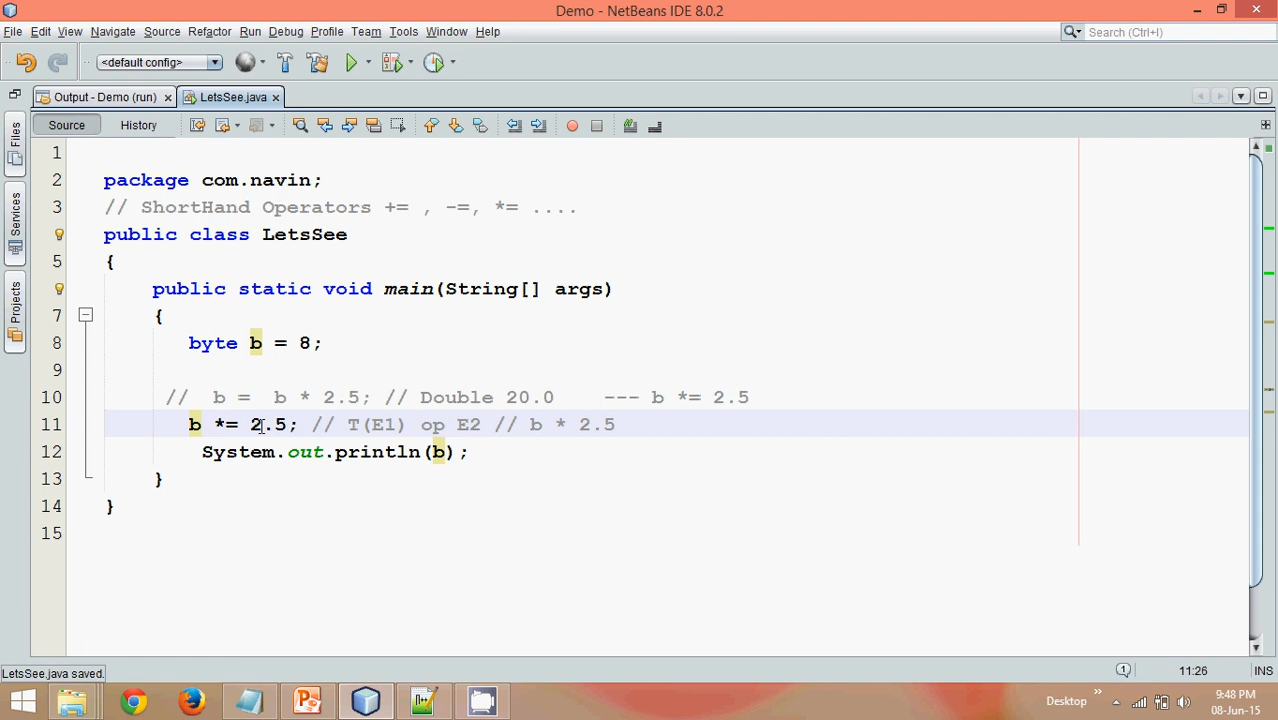 Demo - NetBeans IDE 8.0.2
File Edit View Navigate Source Refactor Run Debug Profile Team Tools Window Help
Search (Ctrl+I)
<default config>
Output - Demo (run) LetsSee.java
Source History
Files
Services
Projects
1
2 package com.navin;
3 // ShortHand Operators += , -=, *= ....
public class LetsSee
5 {
public static void main(String[] args)
7 {
8 byte b = 8;
9
10 // b = b * 2.5; // Double 20.0 --- b *= 2.5
11 b *= 2.5; // T(E1) op E2 // b * 2.5
12 System.out.println(b);
13 }
14 }
15
LetsSee.java saved.
1
11:26 INS
Desktop
9:48 PM
08-Jun-15